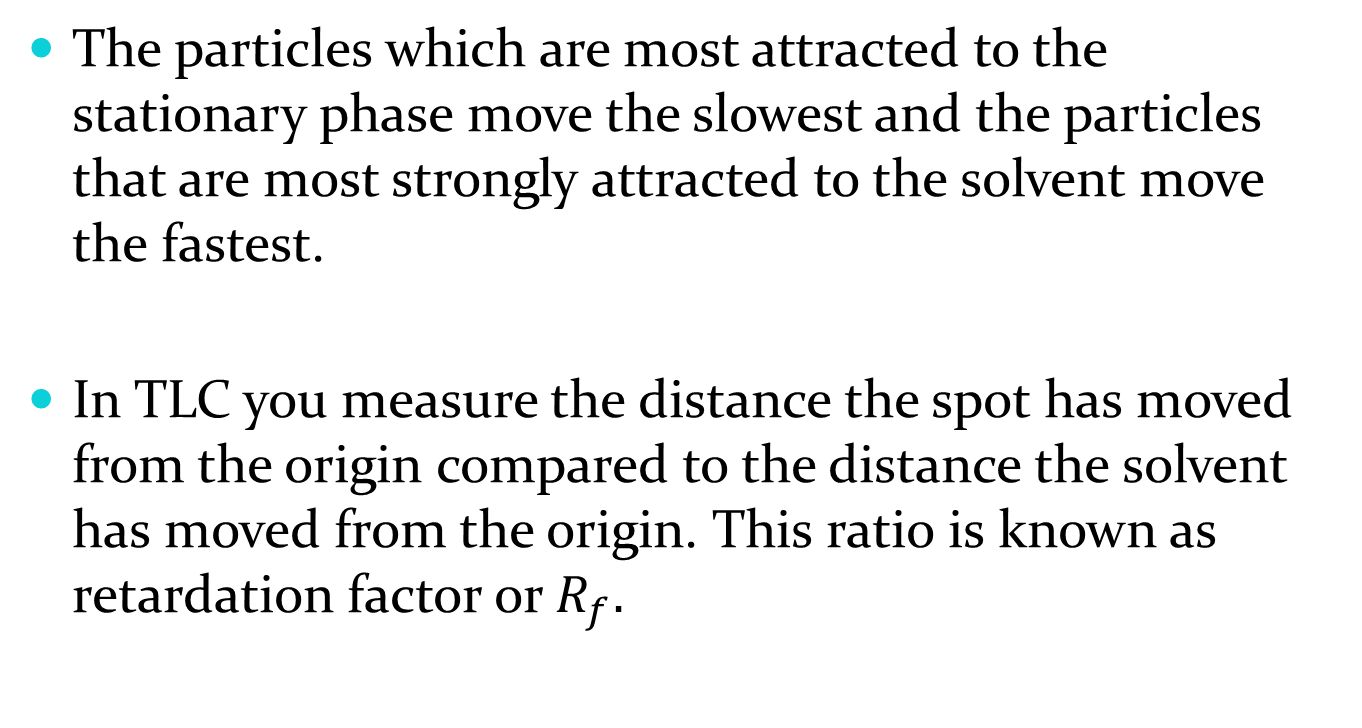 • The particles which are most attracted to the
stationary phase move the slowest and the particles
that are most strongly attracted to the solvent move
the fastest.
• In TLC you measure the distance the spot has moved
from the origin compared to the distance the solvent
has moved from the origin. This ratio is known as
retardation factor or R_f.